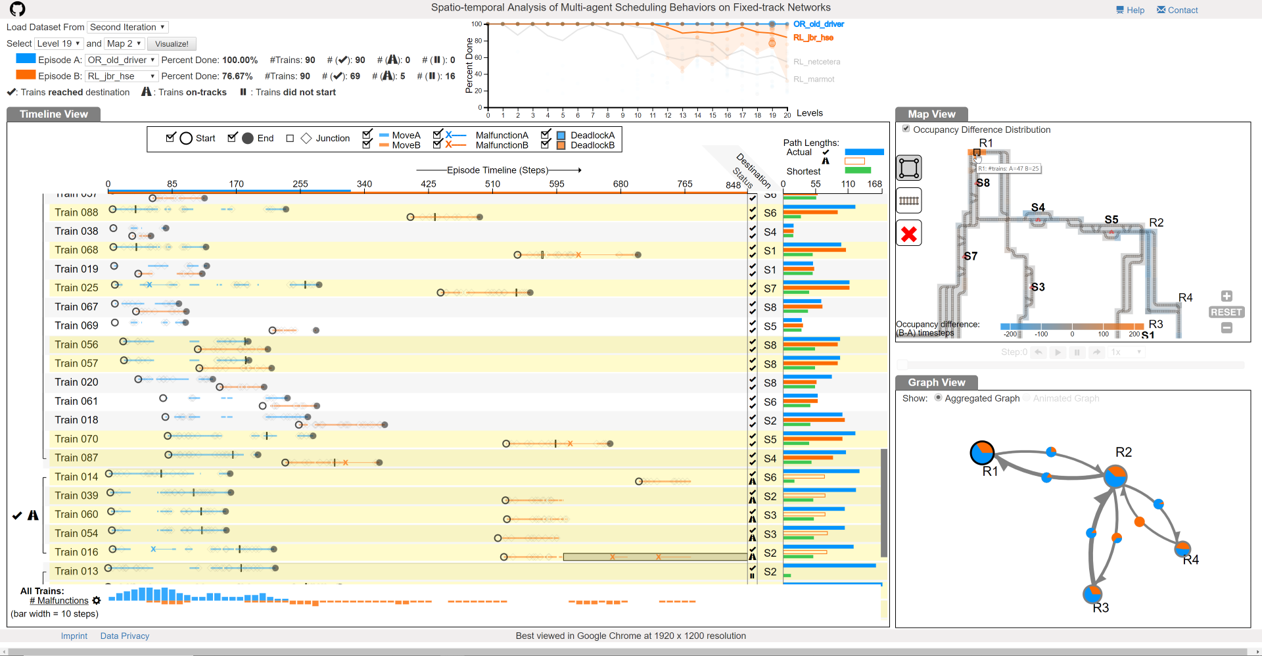 Spatio-temporal Analysis of Multi-agent Scheduling Behaviors on Fixed-track Networks
Help Contact
Load Dataset From Second Iteration
Select Level 19 and Map 2 Visualize!
Episode A: OR_old_driver Percent Done: 100.00% #Trains: 90 # (✔): 90 # ( ): 0 # ( ): 0
Episode B: RL_jbr_hse Percent Done: 76.67% #Trains: 90 # (✔): 69 # ( ): 5 # ( ): 16
✔: Trains reached destination : Trains on-tracks : Trains did not start
Percent Done
100
80
60
40
20
0
0 1 2 3 4 5 6 7 8 9 10 11 12 13 14 15 16 17 18 19 20
Levels
OR_old_driver
RL_jbr_hse
RL_netcetera
RL_marmot
Timeline View
Start End Junction MoveA MalfunctionA DeadlockA
MoveB MalfunctionB DeadlockB
Episode Timeline (Steps)
0 85 170 255 340 425 510 595 680 765 848
Destination
Status
Path Lengths:
Actual
Shortest
0 55 110 168
Train 037 S6
Train 088 S6
Train 038 S4
Train 068 S1
Train 019 S1
Train 025 S7
Train 067 S8
Train 069 S5
Train 056 S8
Train 057 S8
Train 020 S8
Train 061 S6
Train 018 S2
Train 070 S5
Train 087 S4
Train 014 S6
Train 039 S2
Train 060 S3
Train 054 S3
Train 016 S2
Train 013 S2
All Trains:
# Malfunctions
(bar width = 10 steps)
Map View
Occupancy Difference Distribution
R1
R1: #trains: A=47 B=25
S8
S4
S5
R2
S7
S3
R4
R3
S1
Occupancy difference:
(B-A) timesteps
-200 -100 0 100 200
RESET
Step:0 1x
Graph View
Show: Aggregated Graph Animated Graph
R1
R2
R4
R3
Imprint Data Privacy
Best viewed in Google Chrome at 1920 x 1200 resolution